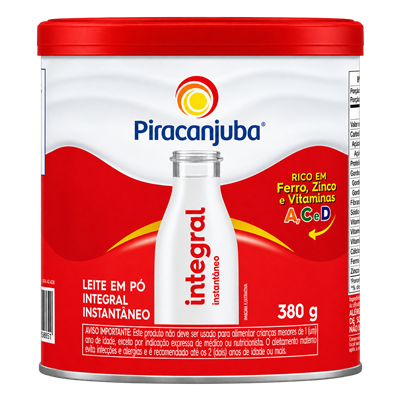 Piracanjuba®
integral
instantâneo
RICO EM
Ferro, Zinco
e Vitaminas
A, C e D
LEITE EM PÓ
INTEGRAL
INSTANTÂNEO
380 g
AVISO IMPORTANTE: Este produto não deve ser usado para alimentar crianças menores de 1 (um)
ano de idade, exceto por indicação expressa de médico ou nutricionista. O aleitamento materno
evita infecções e alergias e é recomendado até os 2 (dois) anos de idade ou mais.